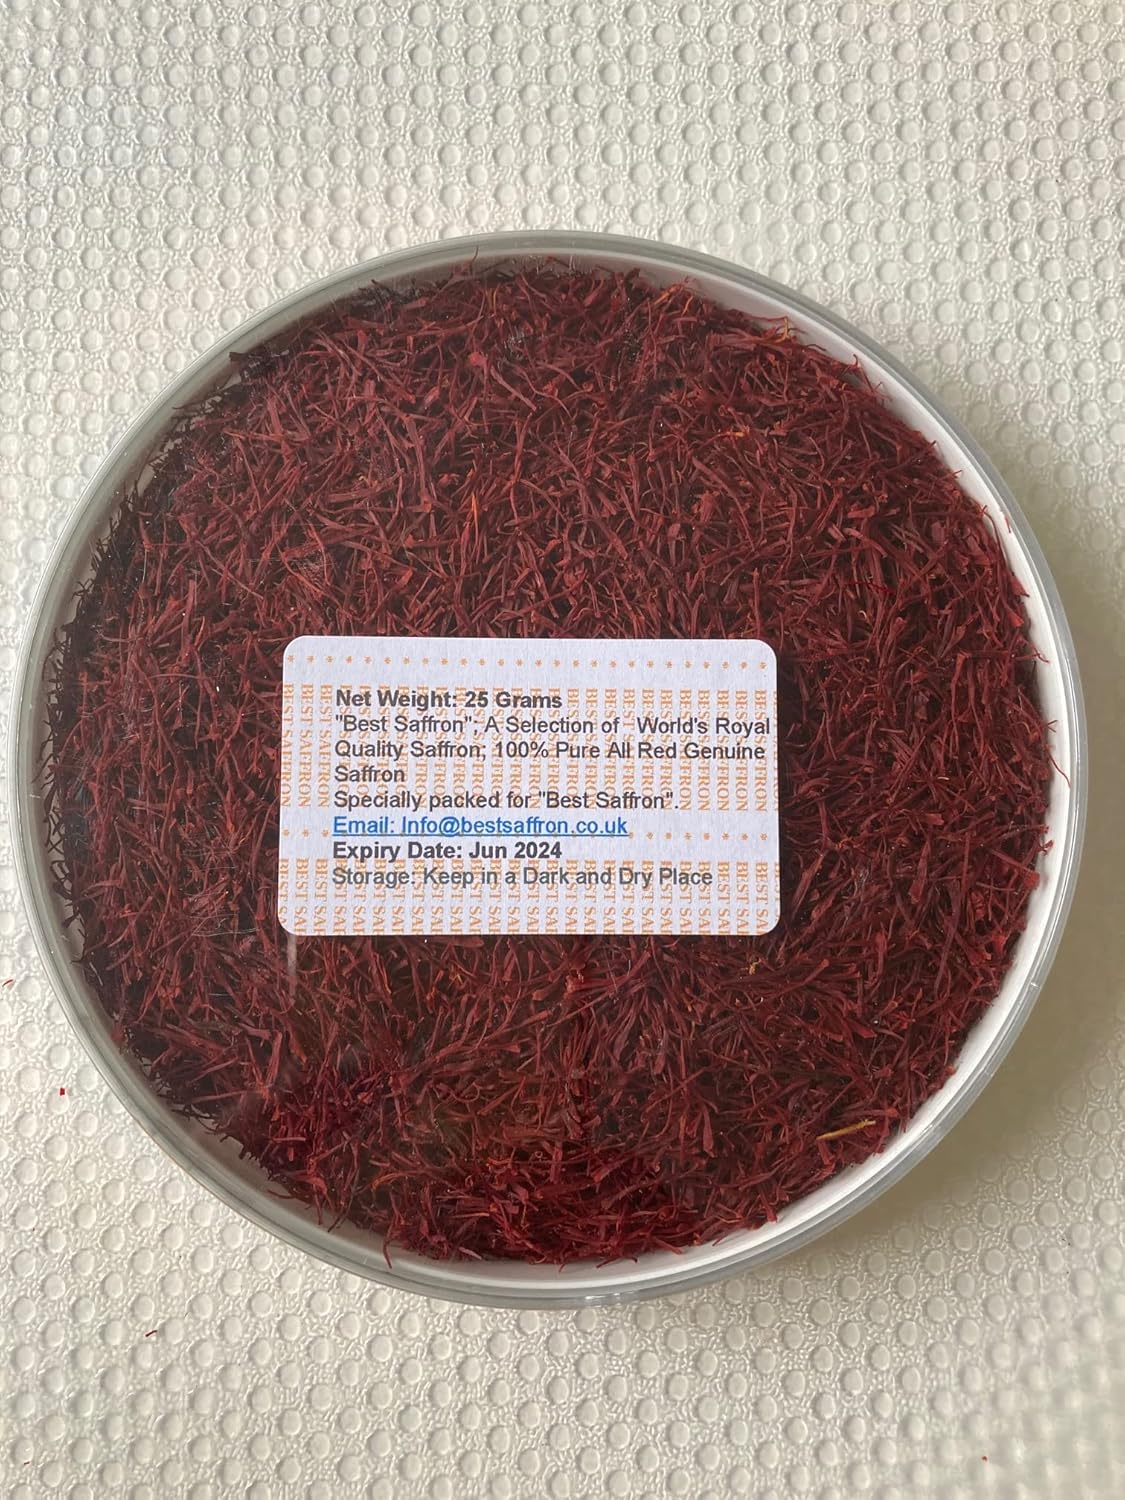 Net Weight: 25 Grams
"Best Saffron", A Selection of World's Royal
Quality Saffron; 100% Pure All Red Genuine
Saffron
Specially packed for "Best Saffron".
Email: Info@bestsaffron.co.uk
Expiry Date: Jun 2024
Storage: Keep in a Dark and Dry Place
BEST SAFFRON